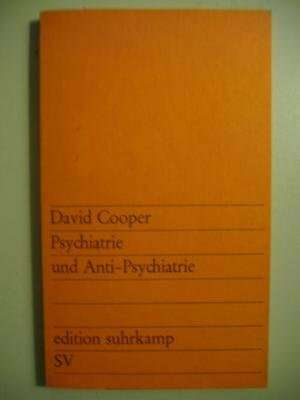 David Cooper
Psychiatrie
und Anti-Psychiatrie
edition suhrkamp
SV